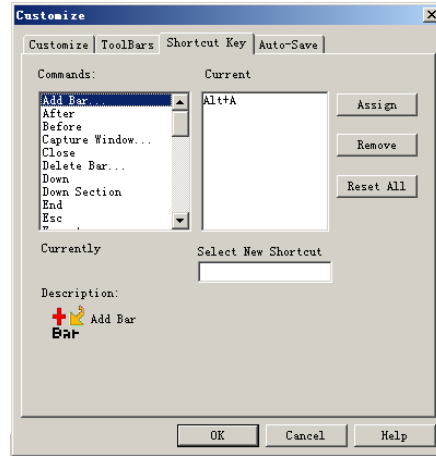 Customize
Customize ToolBars Shortcut Key Auto-Save
Commands: Current
Add Bar...
After
Before
Capture Window...
Close
Delete Bar...
Down
Down Section
End
Esc
Alt+A
Assign
Remove
Reset All
Currently
Select New Shortcut
Description:
Bar
Add Bar
OK Cancel Help